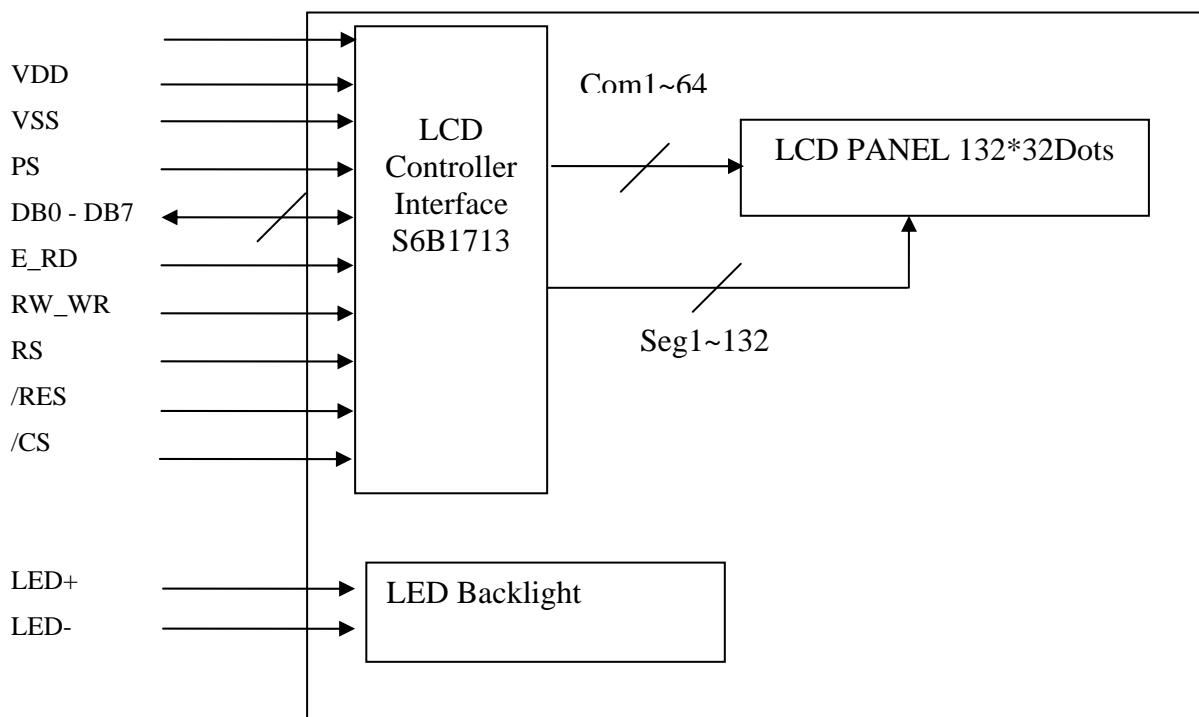 VDD
VSS
PS
DB0 - DB7
E_RD
RW_WR
RS
/RES
/CS
LCD
Controller
Interface
S6B1713
Com1~64
LCD PANEL 132*32Dots
Seg1~132
LED+
LED-
LED Backlight